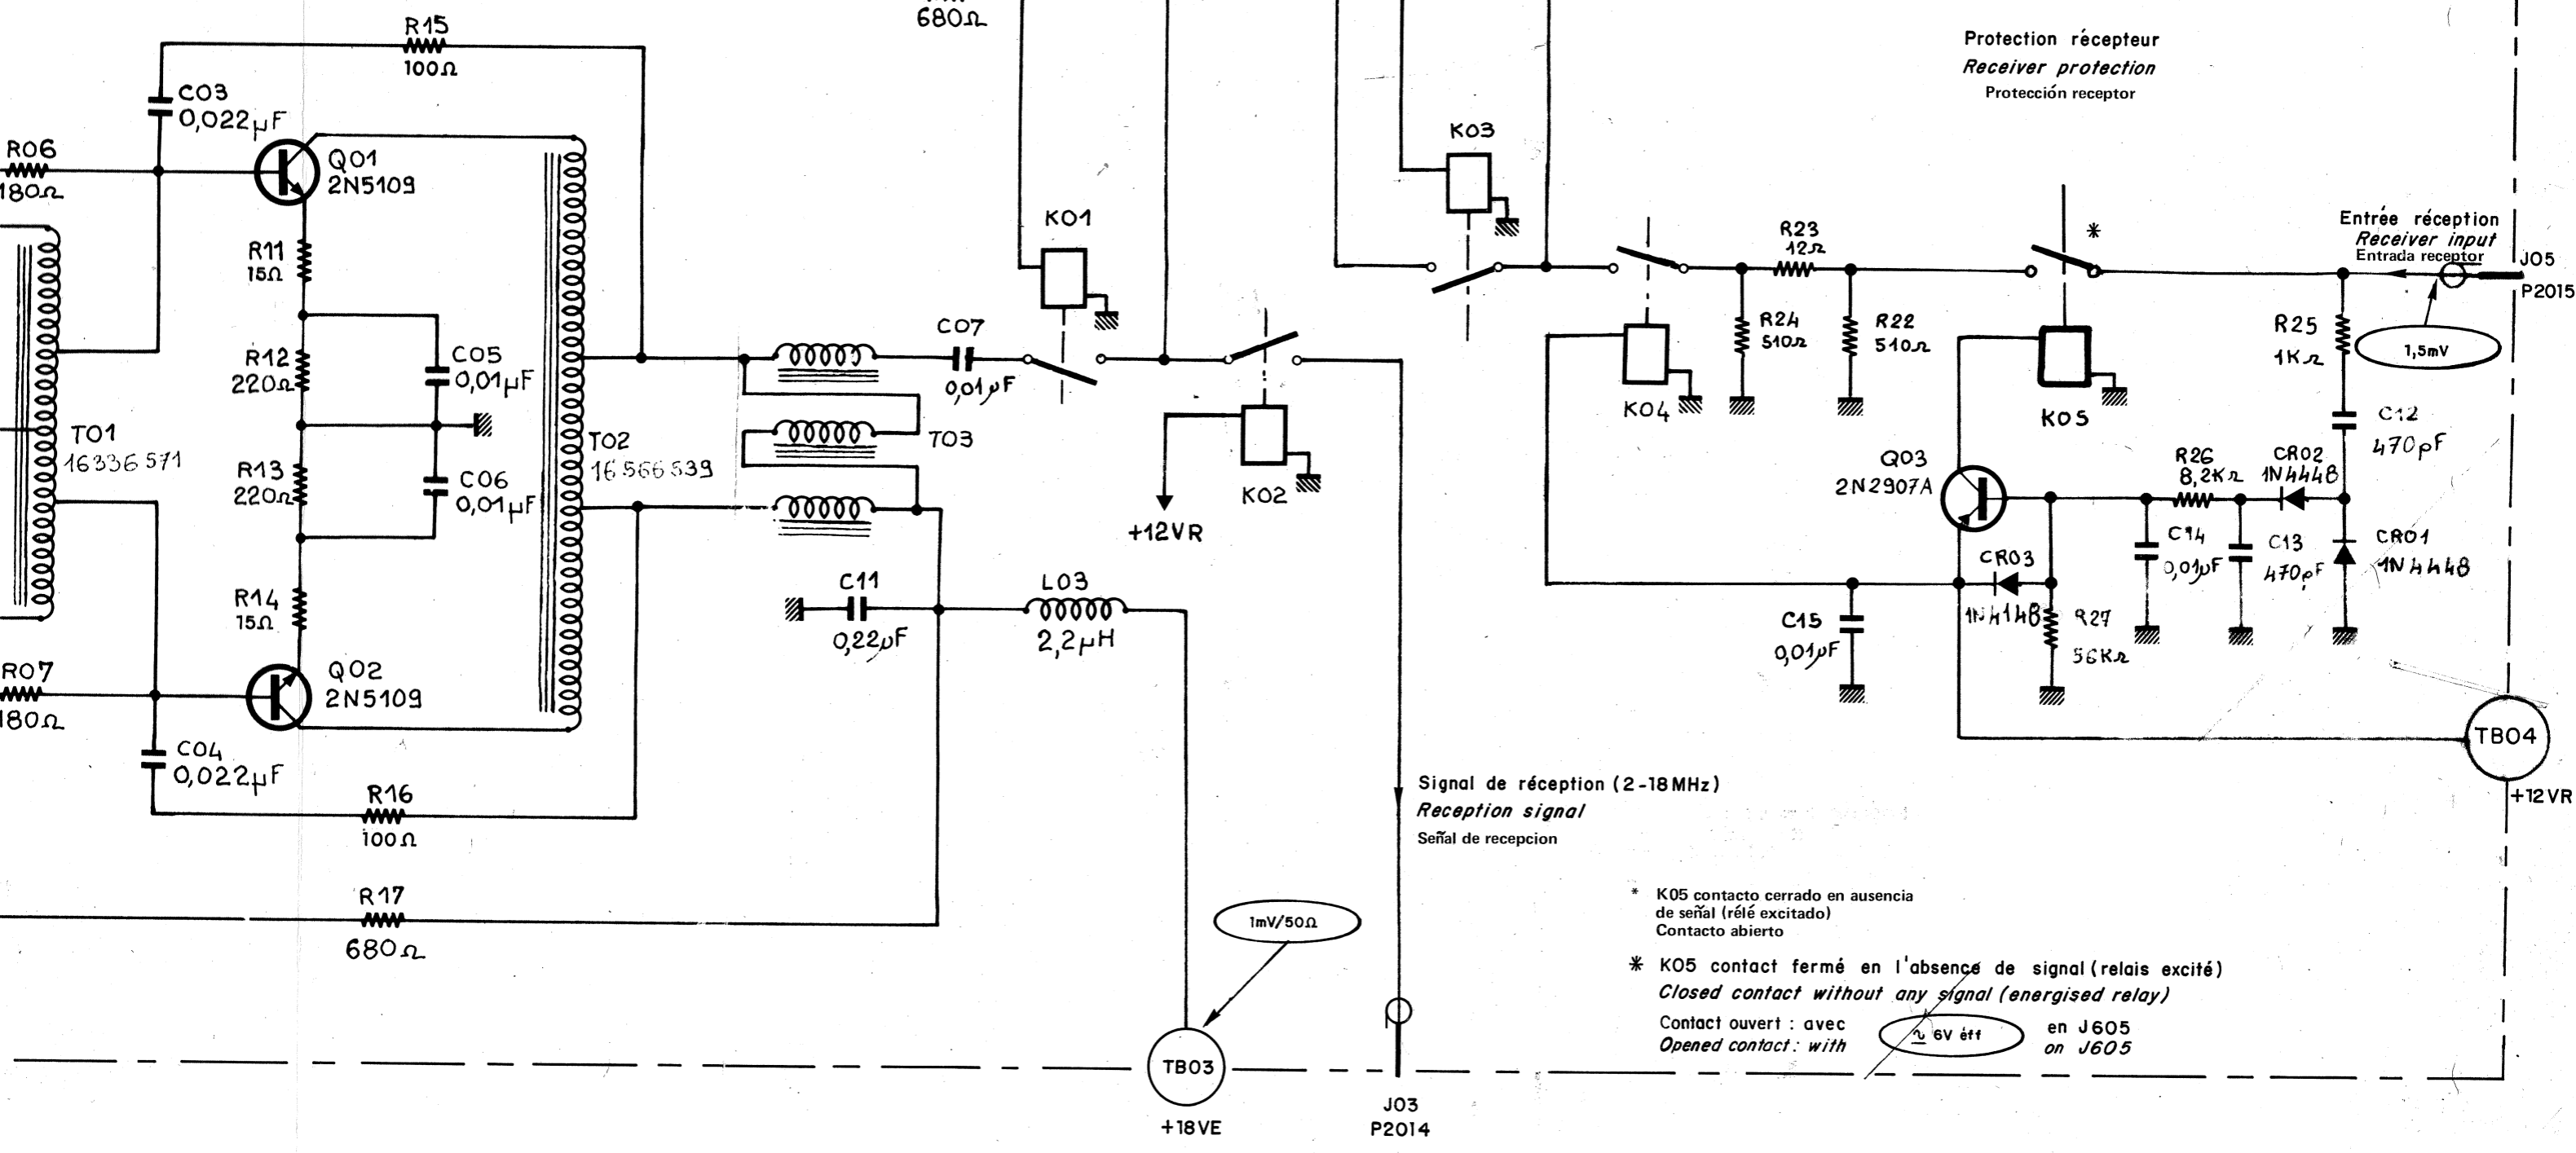 680Ω
R15
100Ω
C03
0,022µF
R06
180Ω
Q01
2N5109
R11
15Ω
R12
220Ω
C05
0,01µF
R13
220Ω
C06
0,01µF
T01
16336571
T02
16566539
R14
15Ω
R07
180Ω
Q02
2N5109
C04
0,022µF
R16
100Ω
R17
680Ω
K01
C07
0,01µF
T03
K02
+12VR
C11
0,22µF
L03
2,2µH
1mV/50Ω
TB03
+18VE
K03
K04
R23
12Ω
R24
510Ω
R22
510Ω
Protection récepteur
Receiver protection
Protección receptor
*
K05
Entrée réception
Receiver input
Entrada receptor
J05
P2015
1,5mV
R25
1KΩ
C12
470pF
Q03
2N2907A
R26
8,2KΩ
CR02
1N4448
C14
0,01µF
C13
470pF
CR01
1N4448
CR03
1N4148
R27
56KΩ
C15
0,01µF
TB04
+12VR
Signal de réception (2-18MHz)
Reception signal
Señal de recepcion
J03
P2014
* K05 contacto cerrado en ausencia
de señal (rélé excitado)
Contacto abierto
* K05 contact fermé en l'absence de signal (relais excité)
Closed contact without any signal (energised relay)
Contact ouvert : avec ~ 6V éff en J605
Opened contact : with on J605